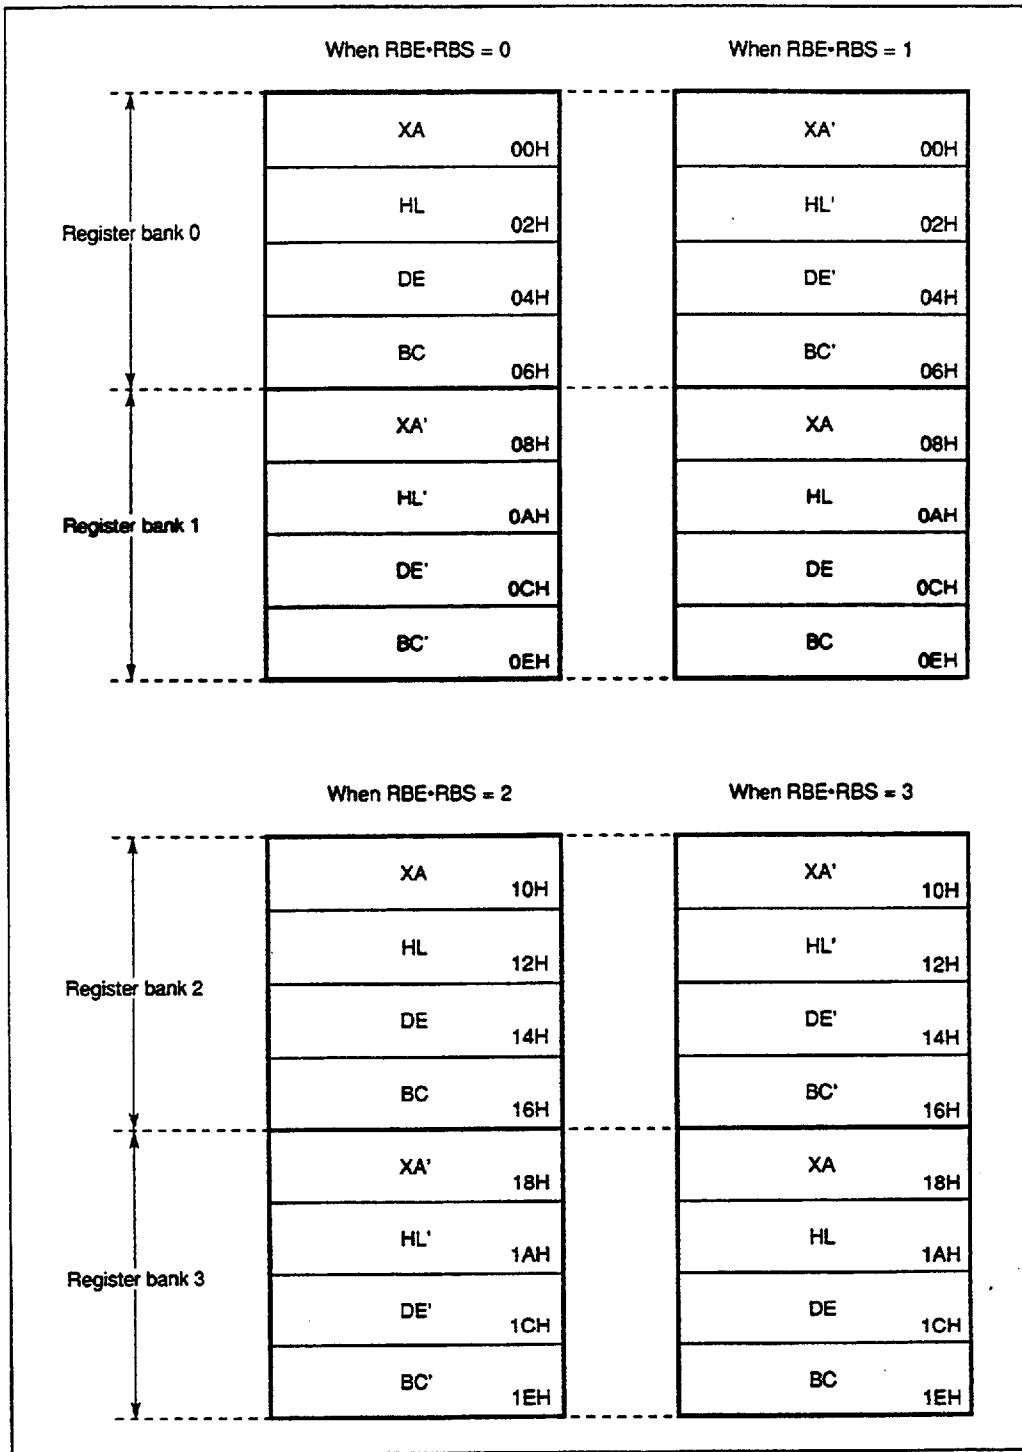 When RBE•RBS = 0
When RBE•RBS = 1
Register bank 0
XA
00H
HL
02H
DE
04H
BC
06H
XA'
00H
HL'
02H
DE'
04H
BC'
06H
Register bank 1
XA'
08H
HL'
0AH
DE'
0CH
BC'
0EH
XA
08H
HL
0AH
DE
0CH
BC
0EH
When RBE•RBS = 2
When RBE•RBS = 3
Register bank 2
XA
10H
HL
12H
DE
14H
BC
16H
XA'
10H
HL'
12H
DE'
14H
BC'
16H
Register bank 3
XA'
18H
HL'
1AH
DE'
1CH
BC'
1EH
XA
18H
HL
1AH
DE
1CH
BC
1EH